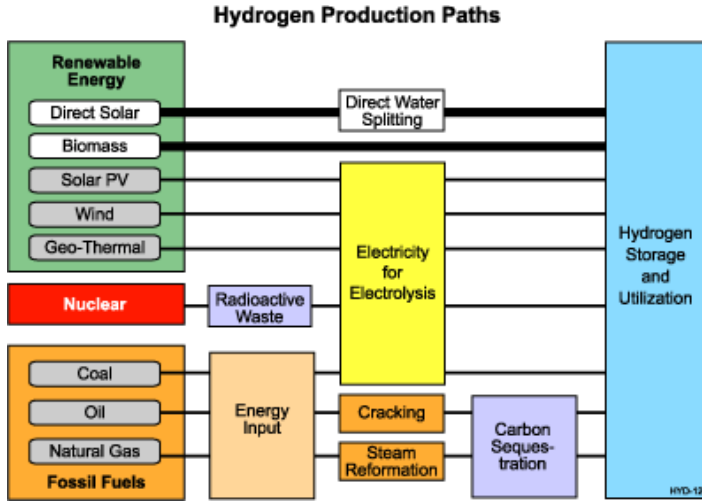 Hydrogen Production Paths
Renewable
Energy
Direct Solar
Biomass
Solar PV
Wind
Geo-Thermal
Nuclear
Radioactive
Waste
Coal
Oil
Natural Gas
Fossil Fuels
Energy
Input
Direct Water
Splitting
Electricity
for
Electrolysis
Cracking
Steam
Reformation
Carbon
Seques-
tration
Hydrogen
Storage
and
Utilization
HYD-12